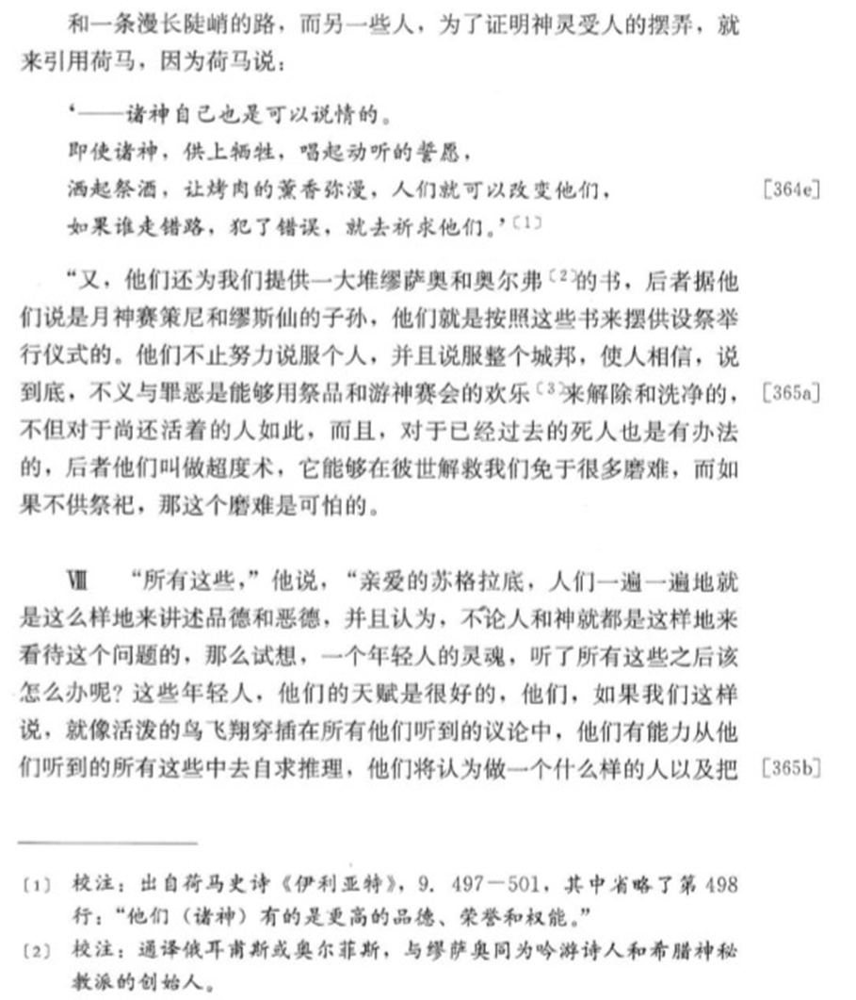 和一条漫长陡峭的路，而另一些人，为了证明神灵受人的摆弄，就
来引用荷马，因为荷马说：
‘——诸神自己也是可以说情的。
即使诸神，供上牺牲，唱起动听的誓愿，
洒起祭酒，让烤肉的薰香弥漫，人们就可以改变他们，
[364e]
如果谁走错路，犯了错误，就去祈求他们。’〔1〕
“又，他们还为我们提供一大堆缪萨奥和奥尔弗〔2〕的书，后者据他
们说是月神赛策尼和缪斯仙的子孙，他们就是按照这些书来摆供设祭举
行仪式的。他们不止努力说服个人，并且说服整个城邦，使人相信，说
到底，不义与罪恶是能够用祭品和游神赛会的欢乐〔3〕来解除和洗净的，
[365a]
不但对于尚还活着的人如此，而且，对于已经过去的死人也是有办法
的，后者他们叫做超度术，它能够在彼世解救我们免于很多磨难，而如
果不供祭祀，那这个磨难是可怕的。
Ⅷ “所有这些，”他说，“亲爱的苏格拉底，人们一遍一遍地就
是这么样地来讲述品德和恶德，并且认为，不论人和神就都是这样地来
看待这个问题的，那么试想，一个年轻人的灵魂，听了所有这些之后该
怎么办呢？这些年轻人，他们的天赋是很好的，他们，如果我们这样
说，就像活泼的鸟飞翔穿插在所有他们听到的议论中，他们有能力从他
们听到的所有这些中去自求推理，他们将认为做一个什么样的人以及把
[365b]
〔1〕 校注：出自荷马史诗《伊利亚特》，9. 497—501，其中省略了第 498
行：“他们（诸神）有的是更高的品德、荣誉和权能。”
〔2〕 校注：通译俄耳甫斯或奥尔菲斯，与缪萨奥同为吟游诗人和希腊神秘
教派的创始人。